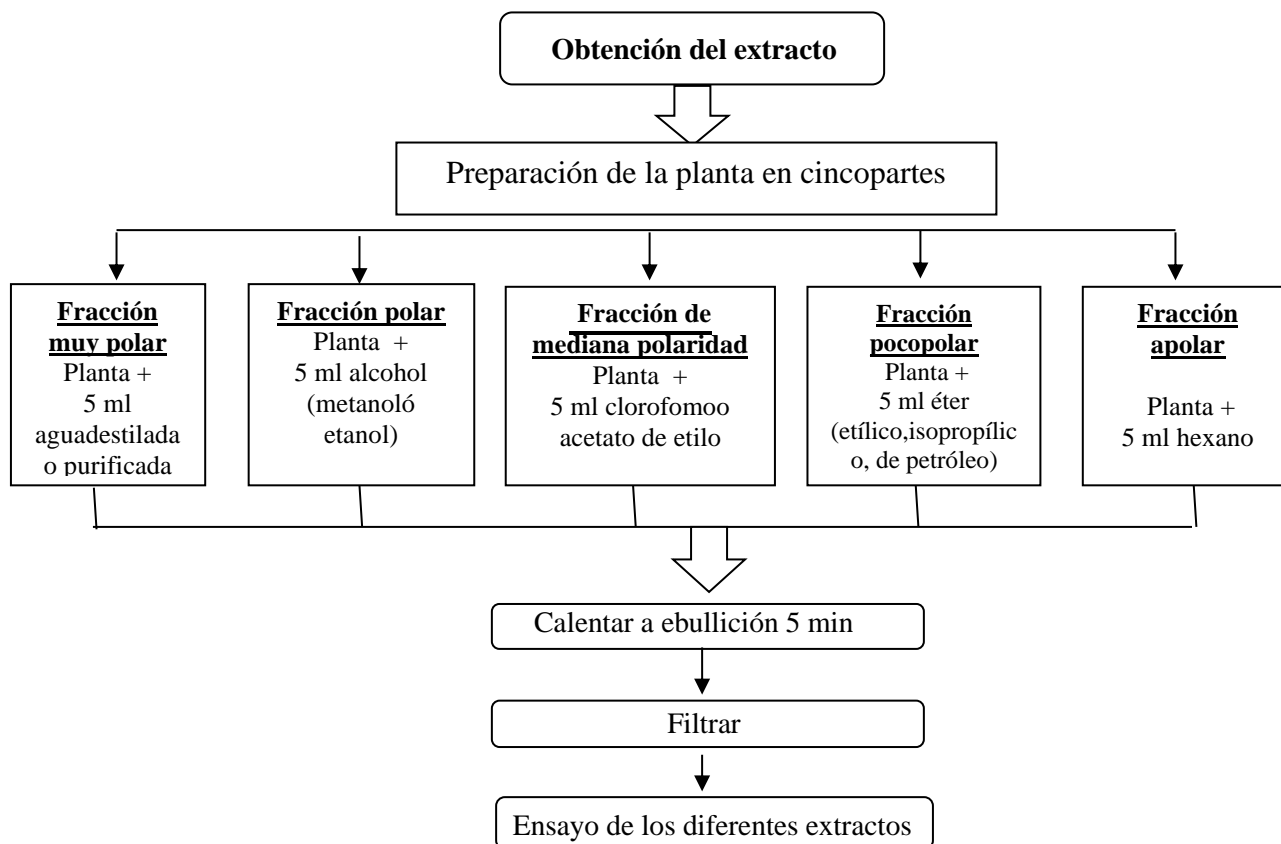 Obtención del extracto
Preparación de la planta en cincopartes
Fracción
muy polar
Planta +
5 ml
aguadestilada
o purificada
Fracción polar
Planta +
5 ml alcohol
(metanoló
etanol)
Fracción de
mediana polaridad
Planta +
5 ml clorofomoo
acetato de etilo
Fracción
pocopolar
Planta +
5 ml éter
(etílico,isopropílic
o, de petróleo)
Fracción
apolar
Planta +
5 ml hexano
Calentar a ebullición 5 min
Filtrar
Ensayo de los diferentes extractos